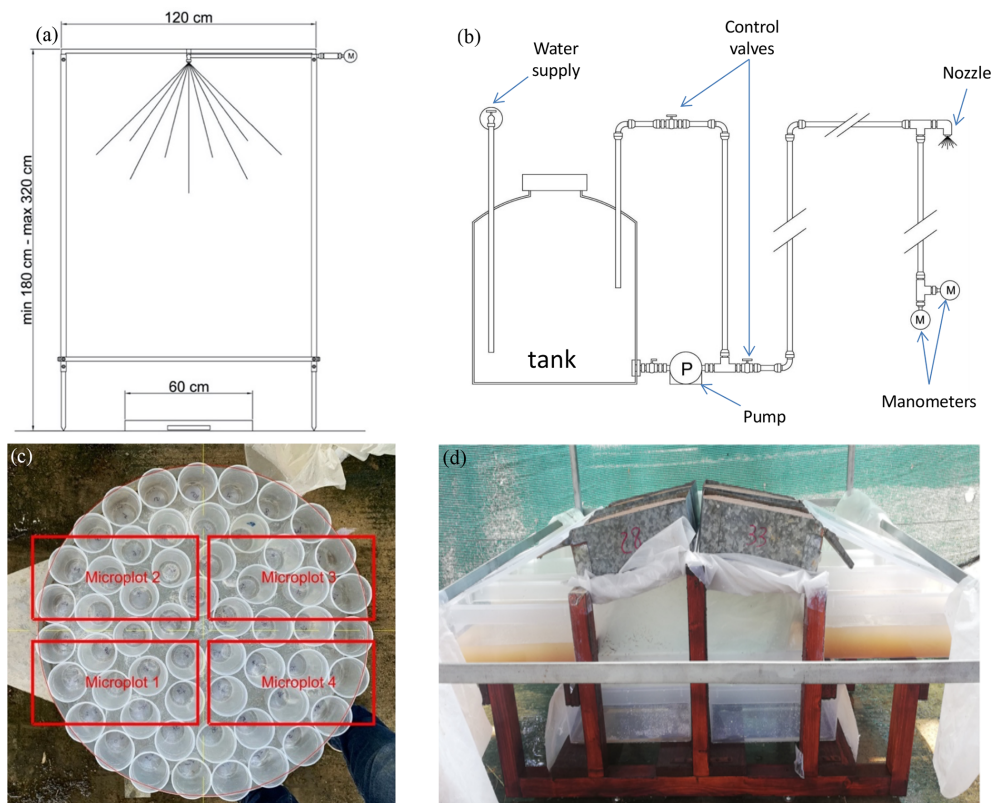 (a)
120 cm
M
min 180 cm - max 320 cm
60 cm
(b)
Water
supply
Control
valves
Nozzle
tank
P
Pump
M
M
Manometers
(c)
Microplot 2
Microplot 3
Microplot 1
Microplot 4
(d)
28
33